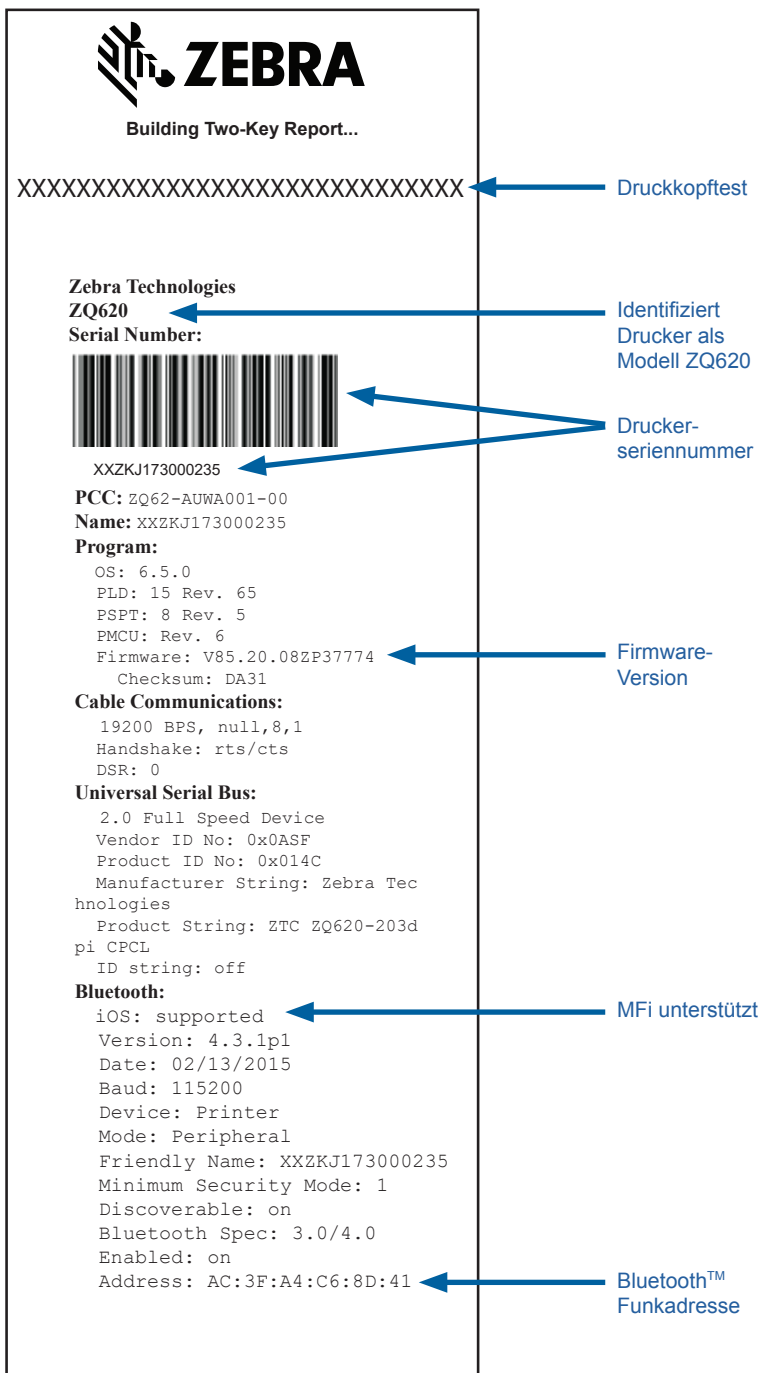 ZEBRA
Building Two-Key Report...
XXXXXXXXXXXXXXXXXXXXXXXXXXXXXX
Druckkopftest
Zebra Technologies
ZQ620
Serial Number:
Identifiziert
Drucker als
Modell ZQ620
Drucker-
seriennummer
XXZKJ173000235
PCC: ZQ62-AUWA001-00
Name: XXZKJ173000235
Program:
OS: 6.5.0
PLD: 15 Rev. 65
PSPT: 8 Rev. 5
PMCU: Rev. 6
Firmware: V85.20.08ZP37774
Firmware-
Version
Checksum: DA31
Cable Communications:
19200 BPS, null,8,1
Handshake: rts/cts
DSR: 0
Universal Serial Bus:
2.0 Full Speed Device
Vendor ID No: 0x0ASF
Product ID No: 0x014C
Manufacturer String: Zebra Tec
hnologies
Product String: ZTC ZQ620-203d
pi CPCL
ID string: off
Bluetooth:
iOS: supported
MFi unterstützt
Version: 4.3.1p1
Date: 02/13/2015
Baud: 115200
Device: Printer
Mode: Peripheral
Friendly Name: XXZKJ173000235
Minimum Security Mode: 1
Discoverable: on
Bluetooth Spec: 3.0/4.0
Enabled: on
Address: AC:3F:A4:C6:8D:41
Bluetooth™
Funkadresse